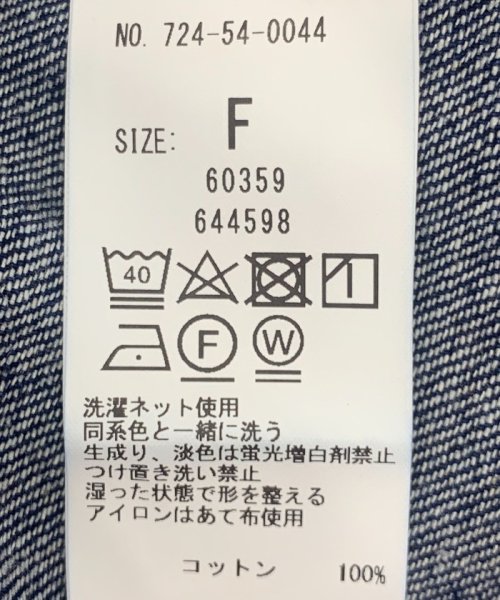 NO. 724-54-0044
SIZE: F
60359
644598
40
F W
洗濯ネット使用
同系色と一緒に洗う
生成り、淡色は蛍光増白剤禁止
つけ置き洗い禁止
湿った状態で形を整える
アイロンはあて布使用
コットン 100%